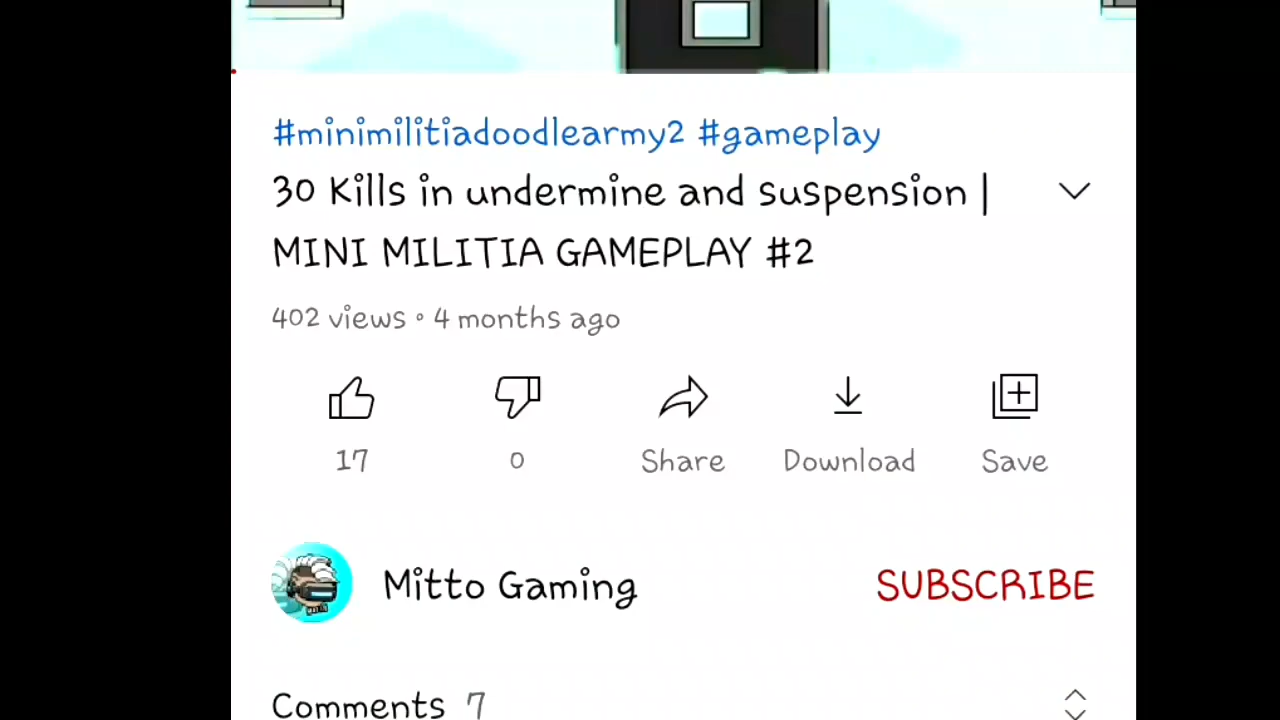 #minimilitiadoodlearmy2 #gameplay
30 Kills in undermine and suspension |
MINI MILITIA GAMEPLAY #2
402 views • 4 months ago
17 0 Share Download Save
Mitto Gaming SUBSCRIBE
Comments 7